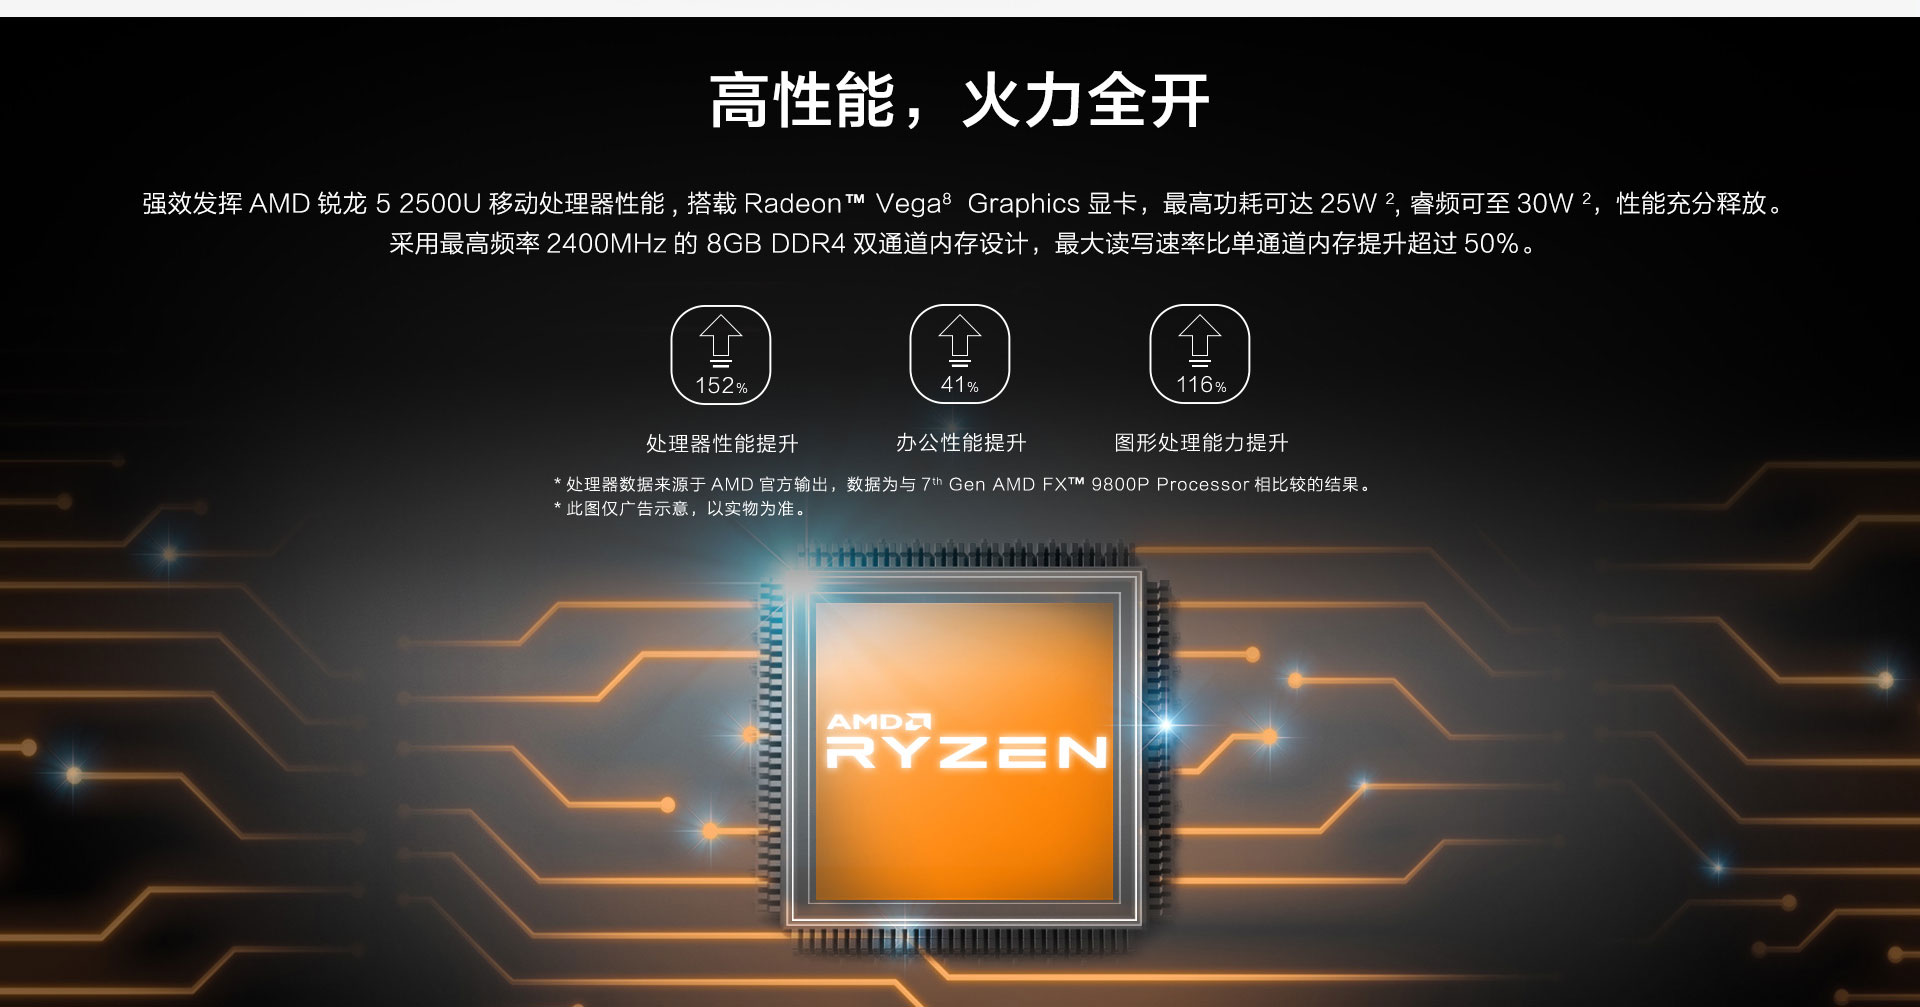 高性能，火力全开
强效发挥 AMD 锐龙 5 2500U 移动处理器性能 , 搭载 Radeon™ Vega⁸ Graphics 显卡，最高功耗可达 25W ², 睿频可至 30W ²，性能充分释放。
采用最高频率 2400MHz 的 8GB DDR4 双通道内存设计，最大读写速率比单通道内存提升超过 50%。
152% 41% 116%
处理器性能提升 办公性能提升 图形处理能力提升
* 处理器数据来源于 AMD 官方输出，数据为与 7ᵗʰ Gen AMD FX™ 9800P Processor 相比较的结果。
* 此图仅广告示意，以实物为准。
AMD
RYZEN